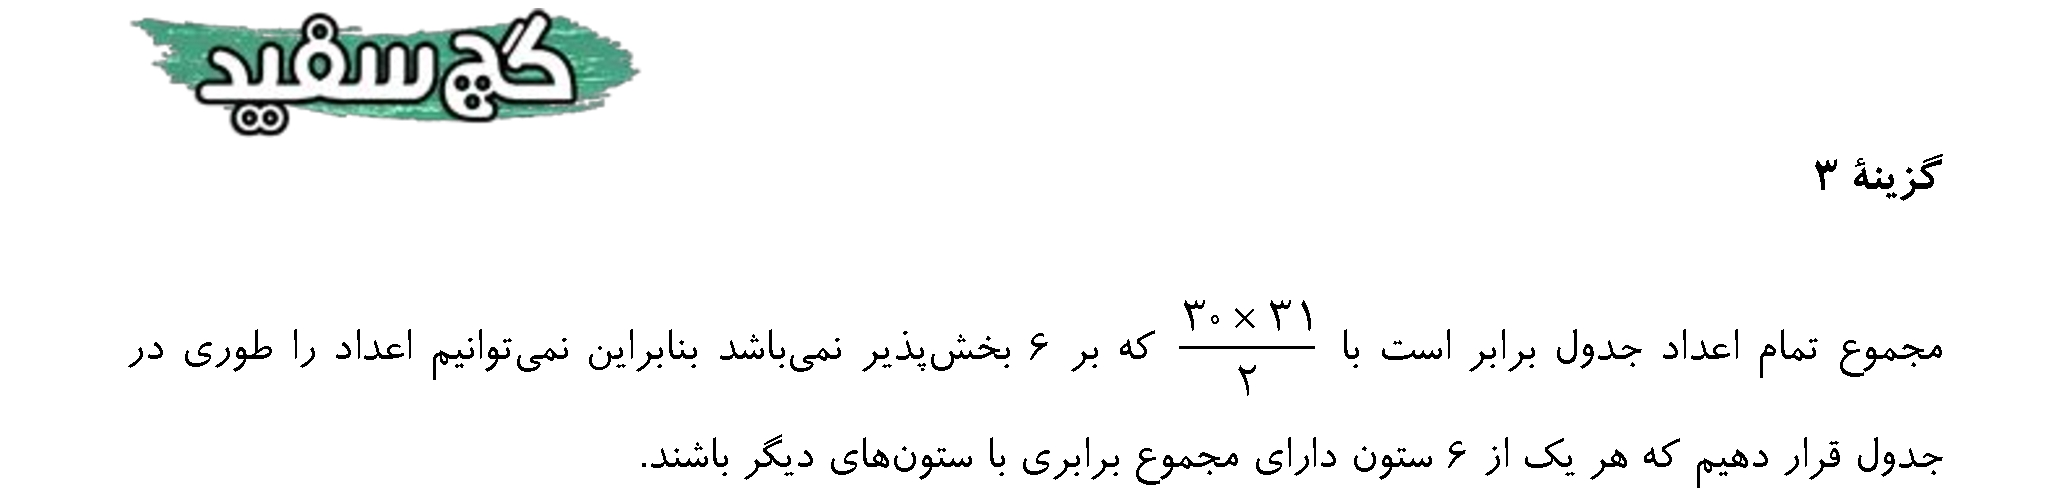 گچ سفید
گزینهٔ ۳
مجموع تمام اعداد جدول برابر است با ۳۰ × ۳۱ / ۲ که بر ۶ بخش‌پذیر نمی‌باشد بنابراین نمی‌توانیم اعداد را طوری در
جدول قرار دهیم که هر یک از ۶ ستون دارای مجموع برابری با ستون‌های دیگر باشند.